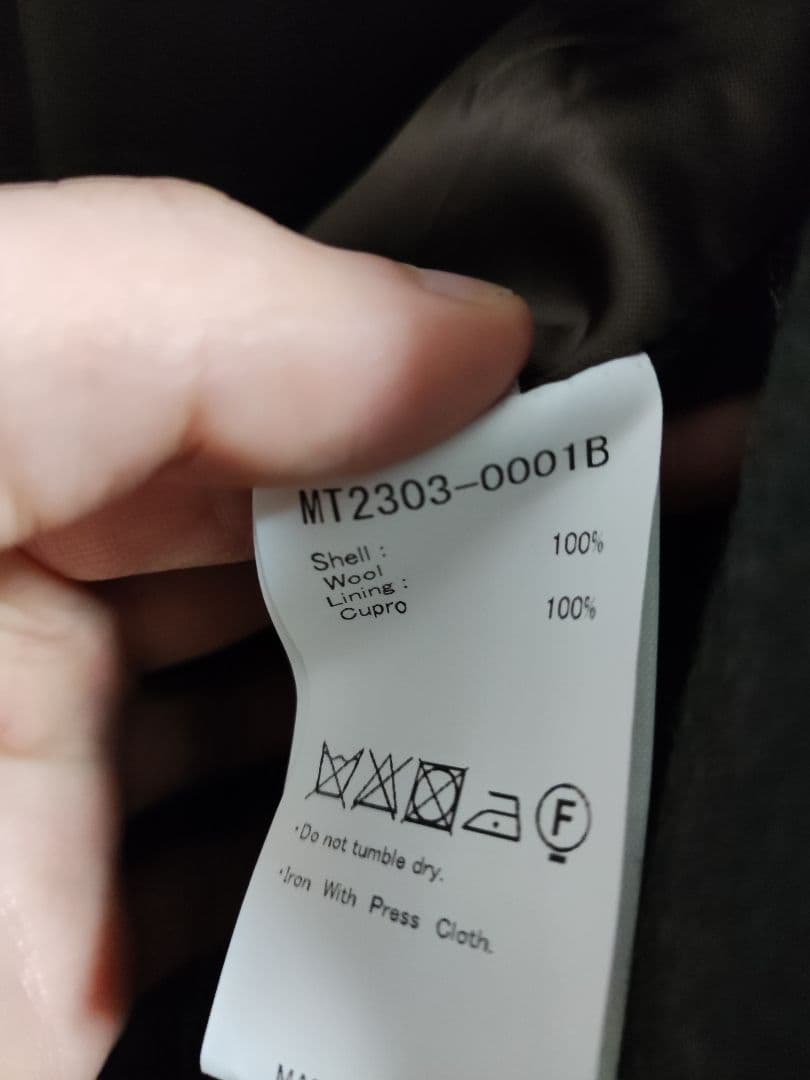 MT2303-0001B
Shell :
Wool 100%
Lining :
Cupro 100%
F
·Do not tumble dry.
·Iron With Press Cloth.